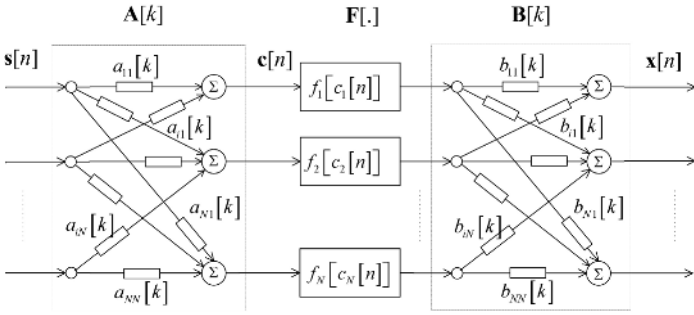 A[k] F[.] B[k]
s[n] c[n] x[n]
a11[k] Σ f1[c1[n]] b11[k] Σ
ai1[k] bi1[k]
Σ f2[c2[n]] Σ
aiN[k] aN1[k] biN[k] bN1[k]
Σ fN[cN[n]] Σ
aNN[k] bNN[k]